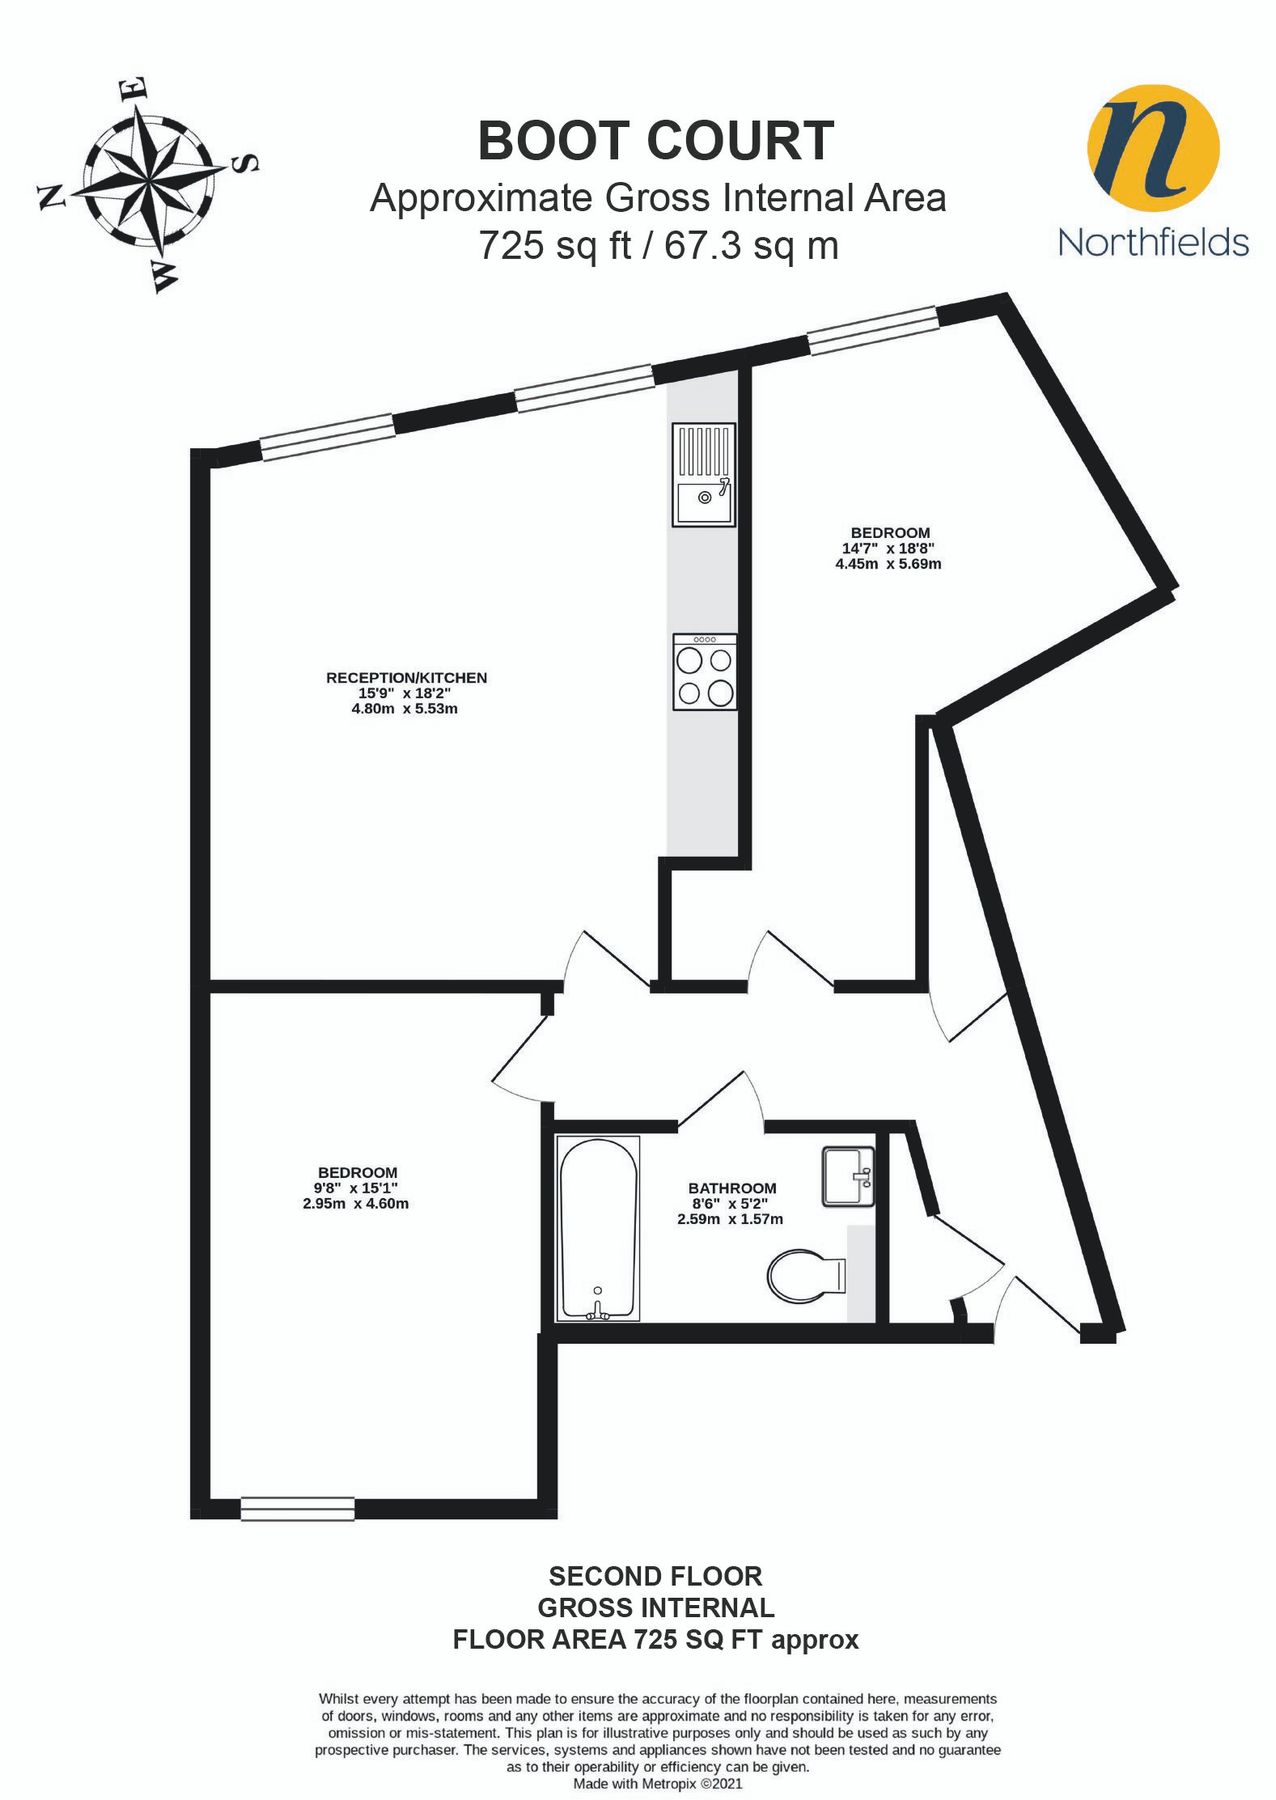 E
S
N
W
BOOT COURT
Approximate Gross Internal Area
725 sq ft / 67.3 sq m
n
Northfields
BEDROOM
14'7" x 18'8"
4.45m x 5.69m
RECEPTION/KITCHEN
15'9" x 18'2"
4.80m x 5.53m
BEDROOM
9'8" x 15'1"
2.95m x 4.60m
BATHROOM
8'6" x 5'2"
2.59m x 1.57m
SECOND FLOOR
GROSS INTERNAL
FLOOR AREA 725 SQ FT approx
Whilst every attempt has been made to ensure the accuracy of the floorplan contained here, measurements
of doors, windows, rooms and any other items are approximate and no responsibility is taken for any error,
omission or mis-statement. This plan is for illustrative purposes only and should be used as such by any
prospective purchaser. The services, systems and appliances shown have not been tested and no guarantee
as to their operability or efficiency can be given.
Made with Metropix ©2021